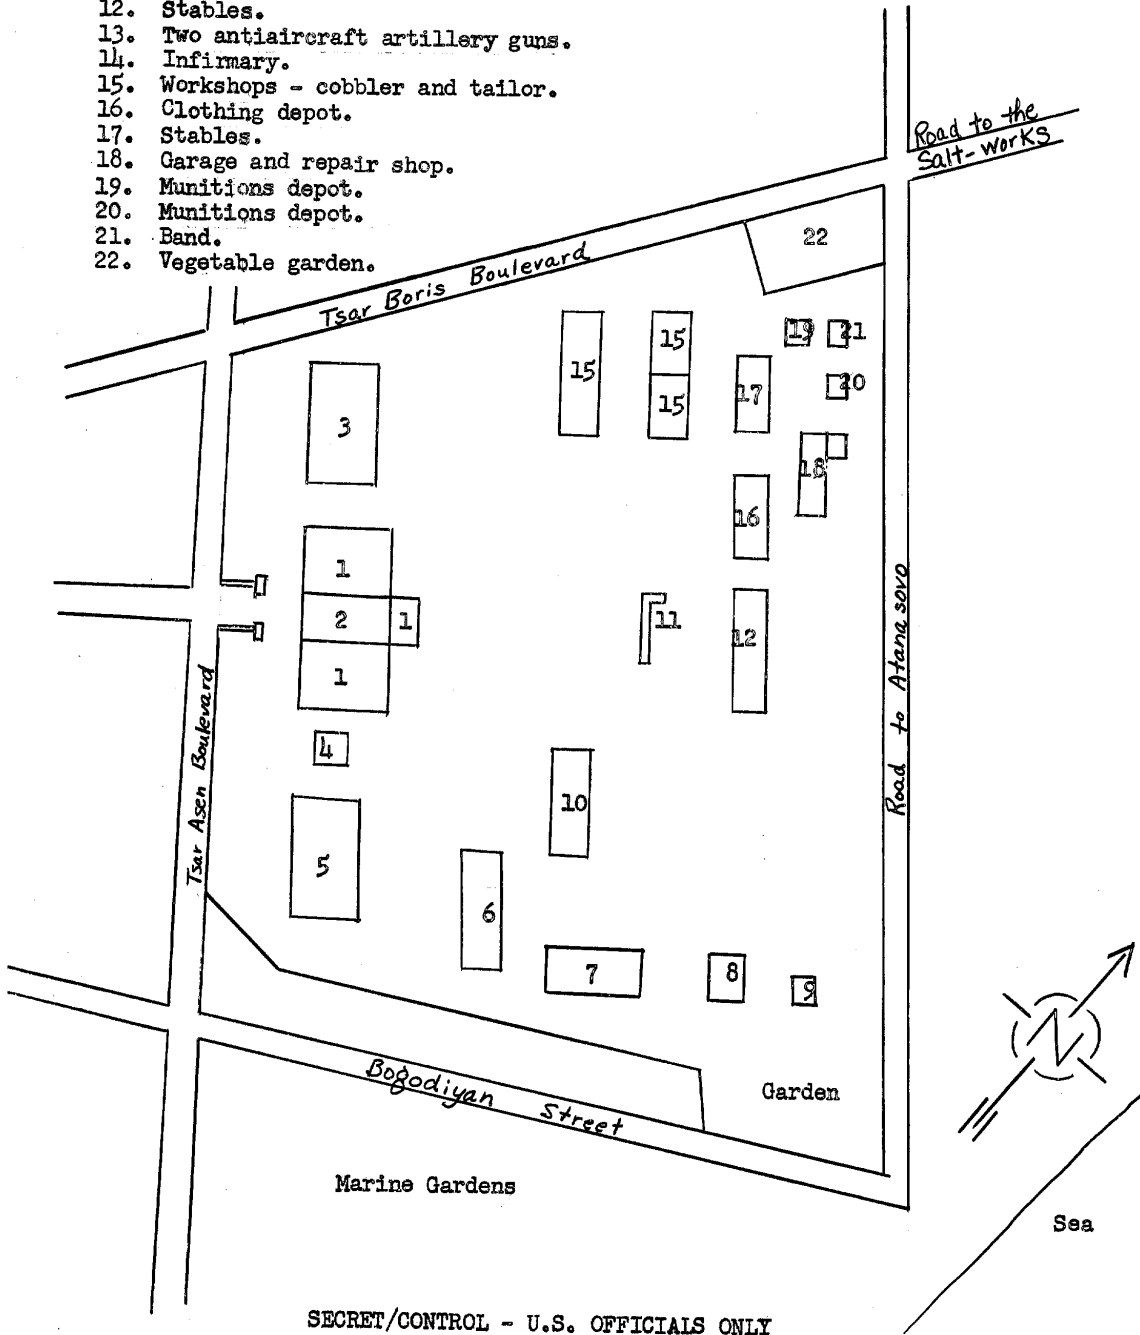 12. Stables.
13. Two antiaircraft artillery guns.
14. Infirmary.
15. Workshops - cobbler and tailor.
16. Clothing depot.
17. Stables.
18. Garage and repair shop.
19. Munitions depot.
20. Munitions depot.
21. Band.
22. Vegetable garden.
Road to the
Salt-works
Tsar Boris Boulevard
22
19
21
15
15
20
15
17
3
18
16
1
2
1
11
12
1
Tsar Asen Boulevard
Road to Atanasovo
4
10
5
6
7
8
9
N
Bogodiyan Street
Garden
Marine Gardens
Sea
SECRET/CONTROL - U.S. OFFICIALS ONLY